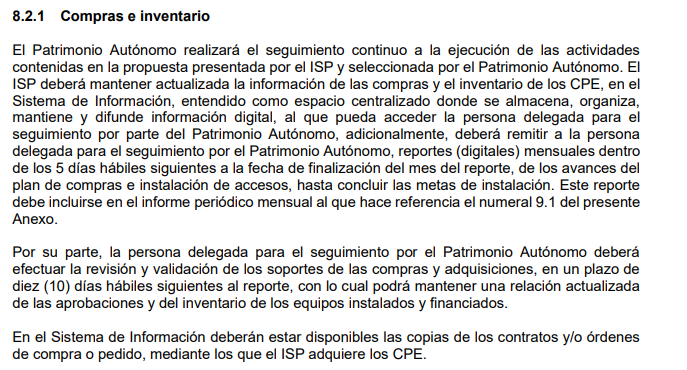 8.2.1 Compras e inventario
El Patrimonio Autónomo realizará el seguimiento continuo a la ejecución de las actividades
contenidas en la propuesta presentada por el ISP y seleccionada por el Patrimonio Autónomo. El
ISP deberá mantener actualizada la información de las compras y el inventario de los CPE, en el
Sistema de Información, entendido como espacio centralizado donde se almacena, organiza,
mantiene y difunde información digital, al que pueda acceder la persona delegada para el
seguimiento por parte del Patrimonio Autónomo, adicionalmente, deberá remitir a la persona
delegada para el seguimiento por el Patrimonio Autónomo, reportes (digitales) mensuales dentro
de los 5 días hábiles siguientes a la fecha de finalización del mes del reporte, de los avances del
plan de compras e instalación de accesos, hasta concluir las metas de instalación. Este reporte
debe incluirse en el informe periódico mensual al que hace referencia el numeral 9.1 del presente
Anexo.
Por su parte, la persona delegada para el seguimiento por el Patrimonio Autónomo deberá
efectuar la revisión y validación de los soportes de las compras y adquisiciones, en un plazo de
diez (10) días hábiles siguientes al reporte, con lo cual podrá mantener una relación actualizada
de las aprobaciones y del inventario de los equipos instalados y financiados.
En el Sistema de Información deberán estar disponibles las copias de los contratos y/o órdenes
de compra o pedido, mediante los que el ISP adquiere los CPE.